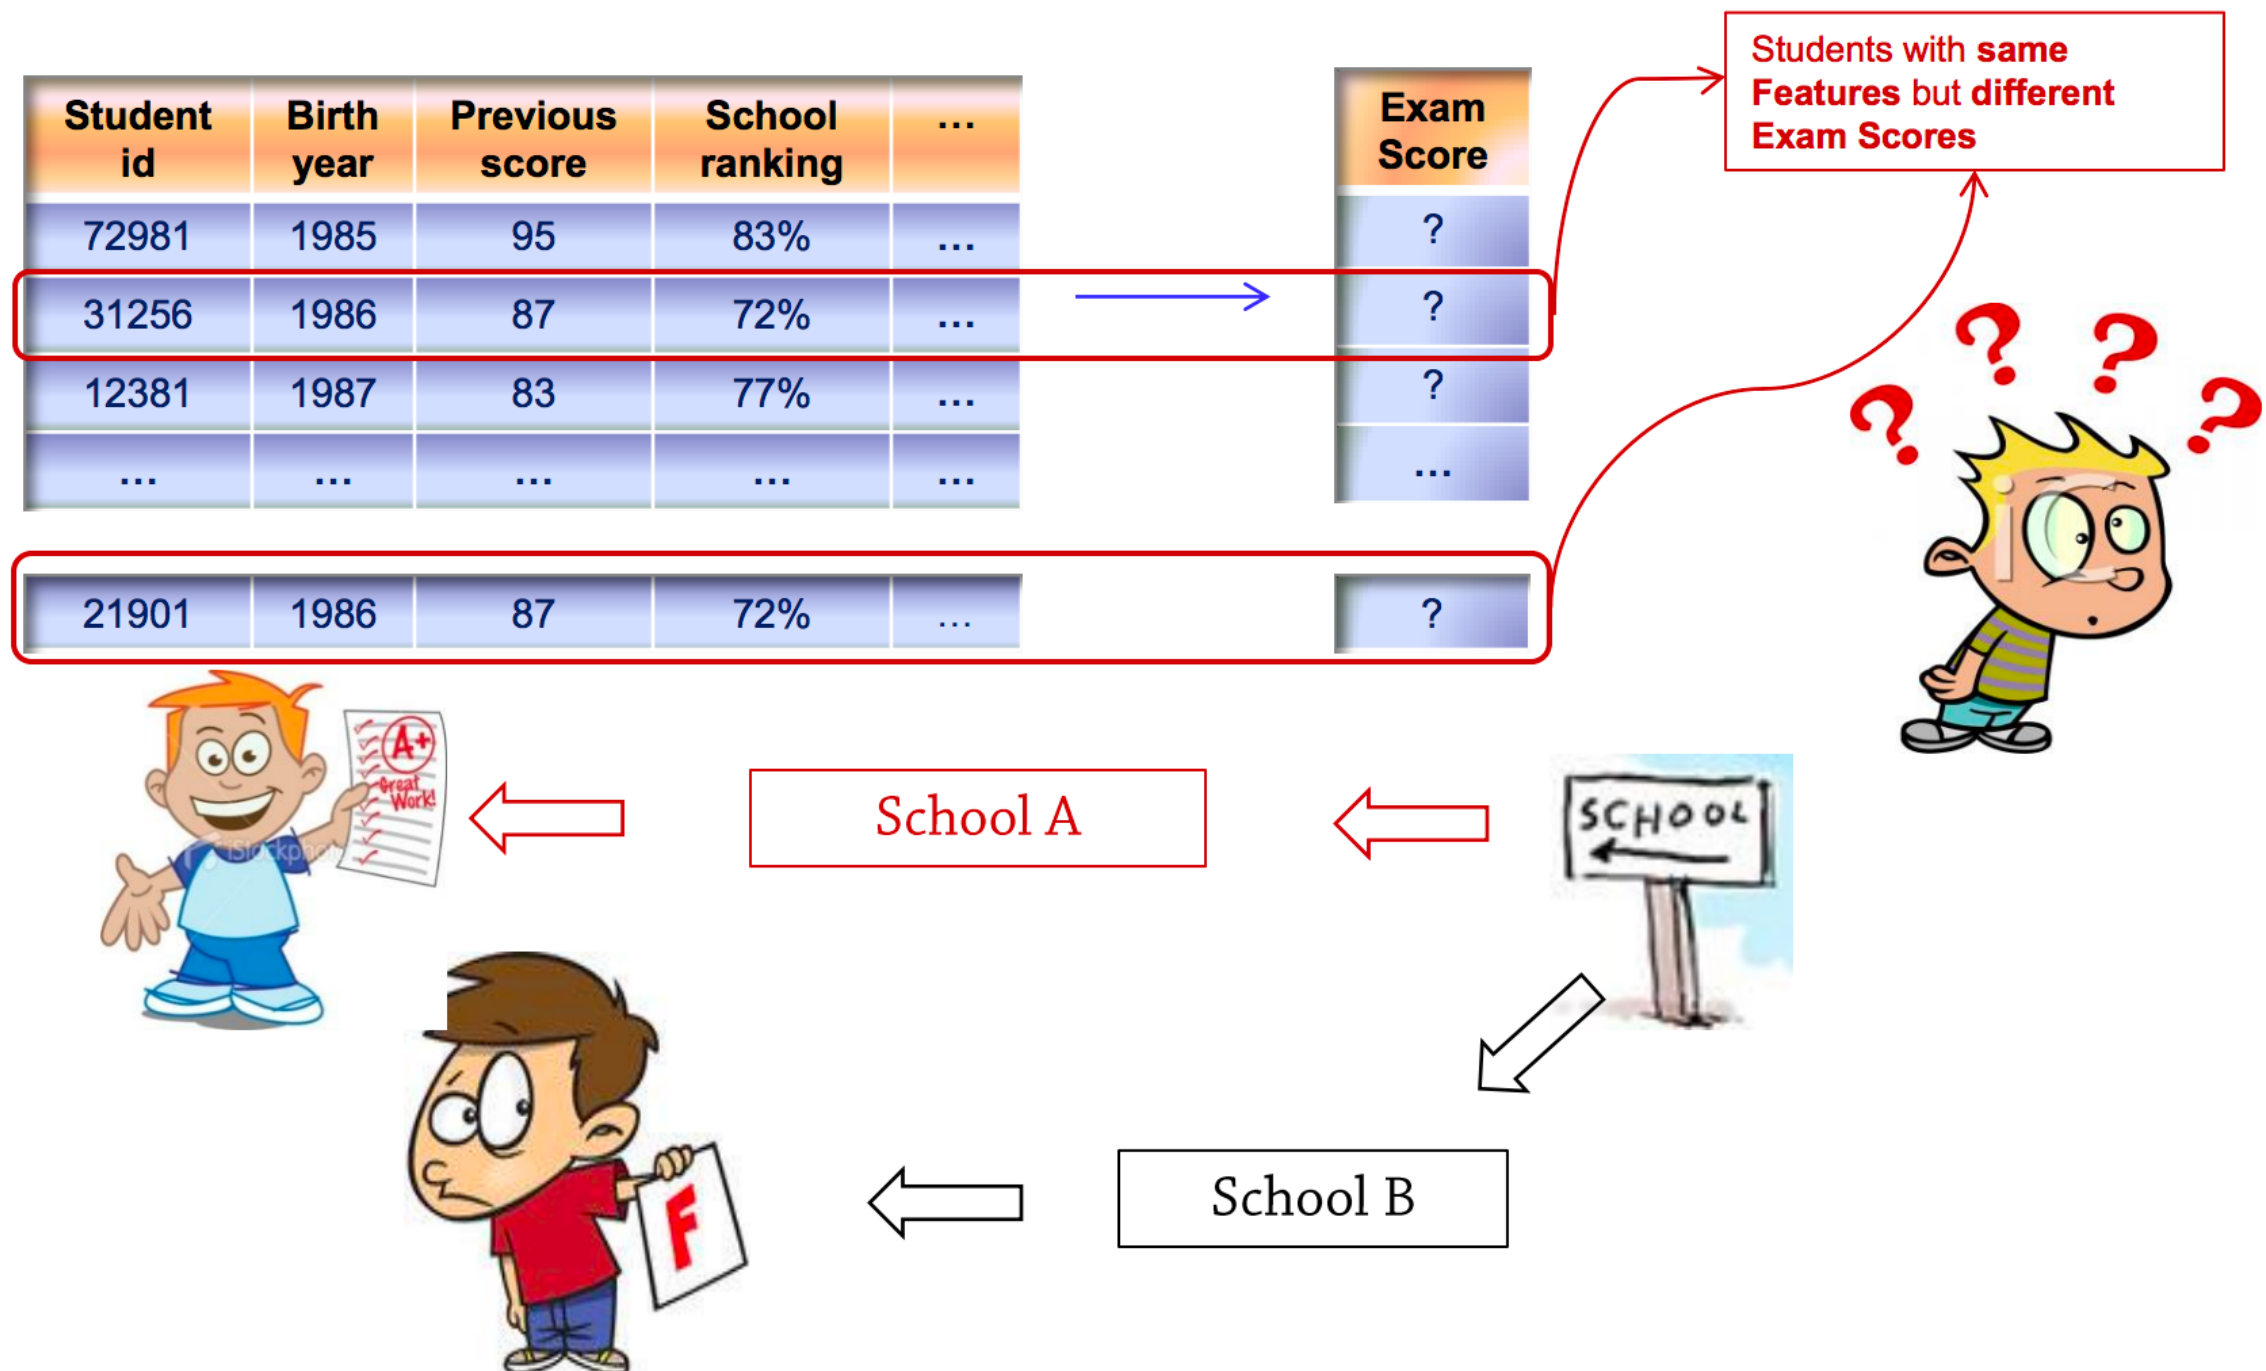 Student id Birth year Previous score School ranking ...
72981 1985 95 83% ...
31256 1986 87 72% ...
12381 1987 83 77% ...
... ... ... ... ...
21901 1986 87 72% ...
Exam
Score
?
?
?
...
?
Students with same
Features but different
Exam Scores
? ? ? ?
iC
A+
Great
Work!
iStockpho
School A
SCHOOL
F
School B